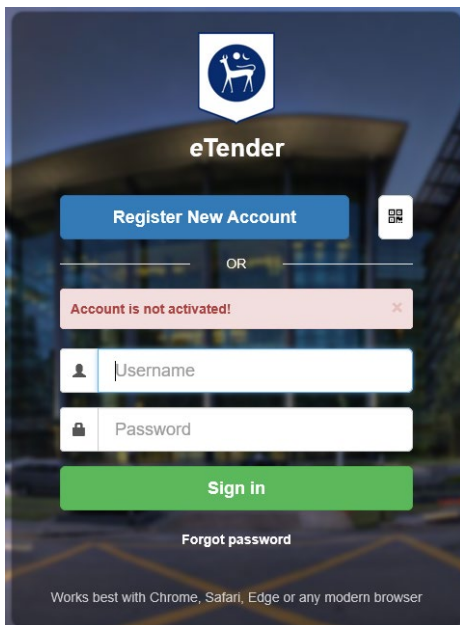 eTender
Register New Account
OR
Account is not activated!
×
Username
Password
Sign in
Forgot password
Works best with Chrome, Safari, Edge or any modern browser